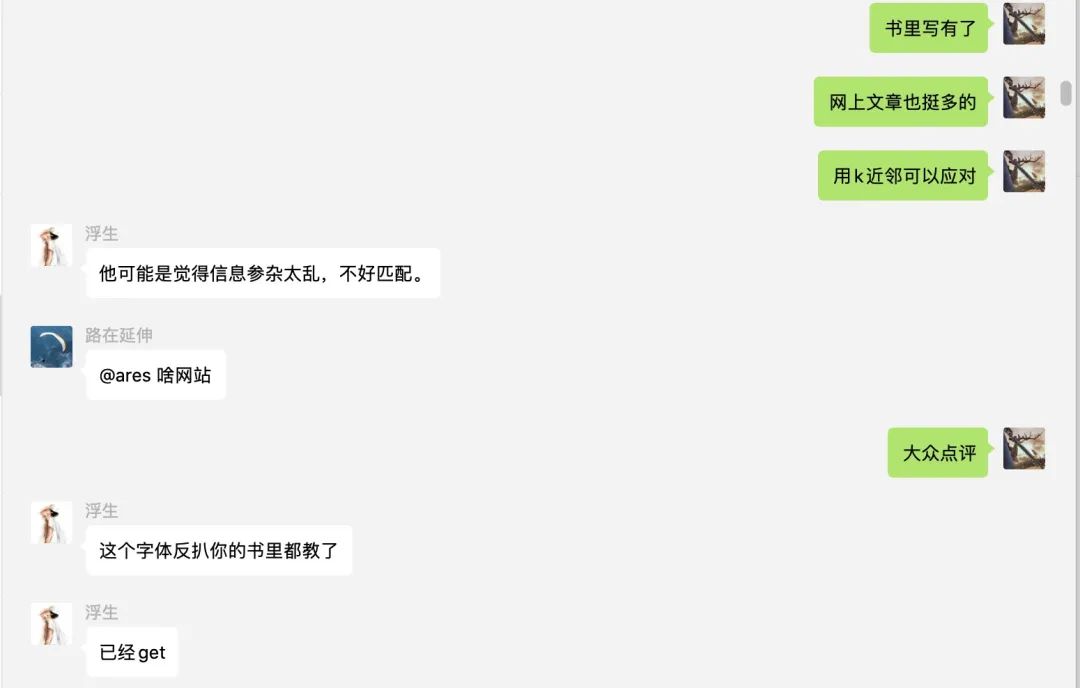 书里写有了
网上文章也挺多的
用k近邻可以应对
浮生
他可能是觉得信息参杂太乱，不好匹配。
路在延伸
@ares 啥网站
大众点评
浮生
这个字体反扒你的书里都教了
浮生
已经get